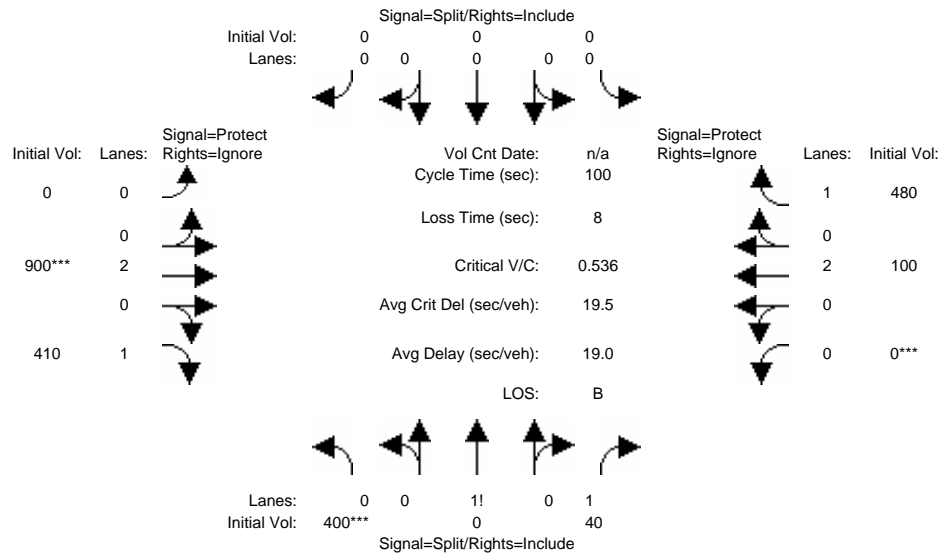 Signal=Split/Rights=Include
Initial Vol: 0 0 0
Lanes: 0 0 0 0 0
Signal=Protect
Initial Vol: Lanes: Rights=Ignore
Vol Cnt Date: n/a
Signal=Protect
Rights=Ignore Lanes: Initial Vol:
Cycle Time (sec): 100
0 0
1 480
Loss Time (sec): 8
0
0
900*** 2
Critical V/C: 0.536
2 100
0
Avg Crit Del (sec/veh): 19.5
0
410 1
Avg Delay (sec/veh): 19.0
0 0***
LOS: B
Lanes: 0 0 1! 0 1
Initial Vol: 400*** 0 40
Signal=Split/Rights=Include